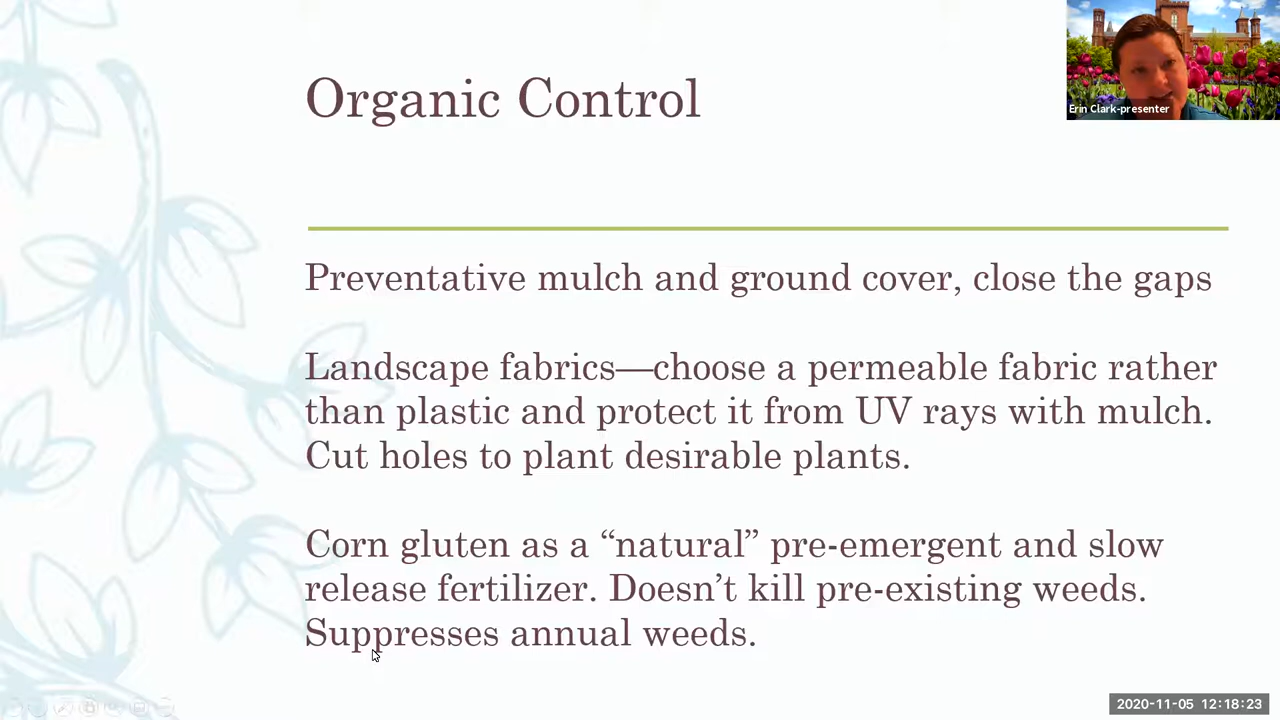 Organic Control
Erin Clark-presenter
Preventative mulch and ground cover, close the gaps
Landscape fabrics—choose a permeable fabric rather
than plastic and protect it from UV rays with mulch.
Cut holes to plant desirable plants.
Corn gluten as a “natural” pre-emergent and slow
release fertilizer. Doesn’t kill pre-existing weeds.
Suppresses annual weeds.
2020-11-05 12:18:23